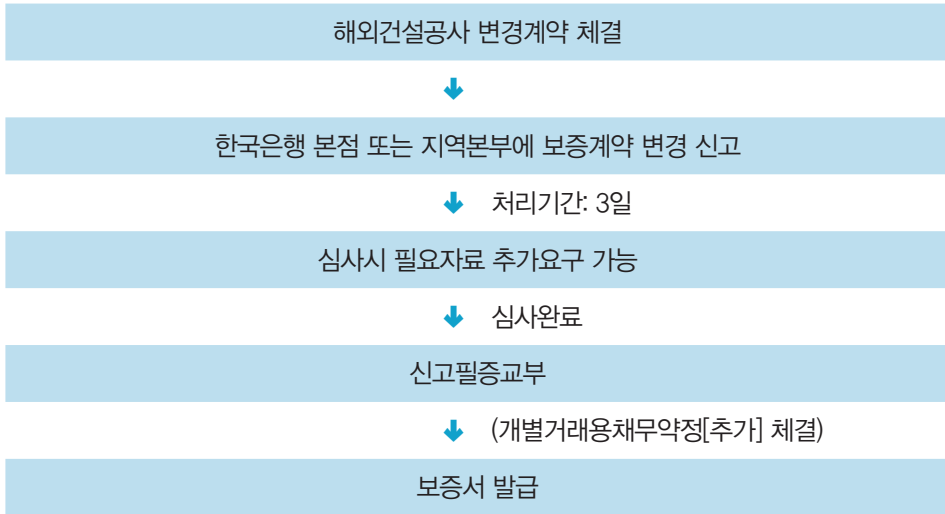 해외건설공사 변경계약 체결
한국은행 본점 또는 지역본부에 보증계약 변경 신고
처리기간: 3일
심사시 필요자료 추가요구 가능
심사완료
신고필증교부
(개별거래용채무약정[추가] 체결)
보증서 발급